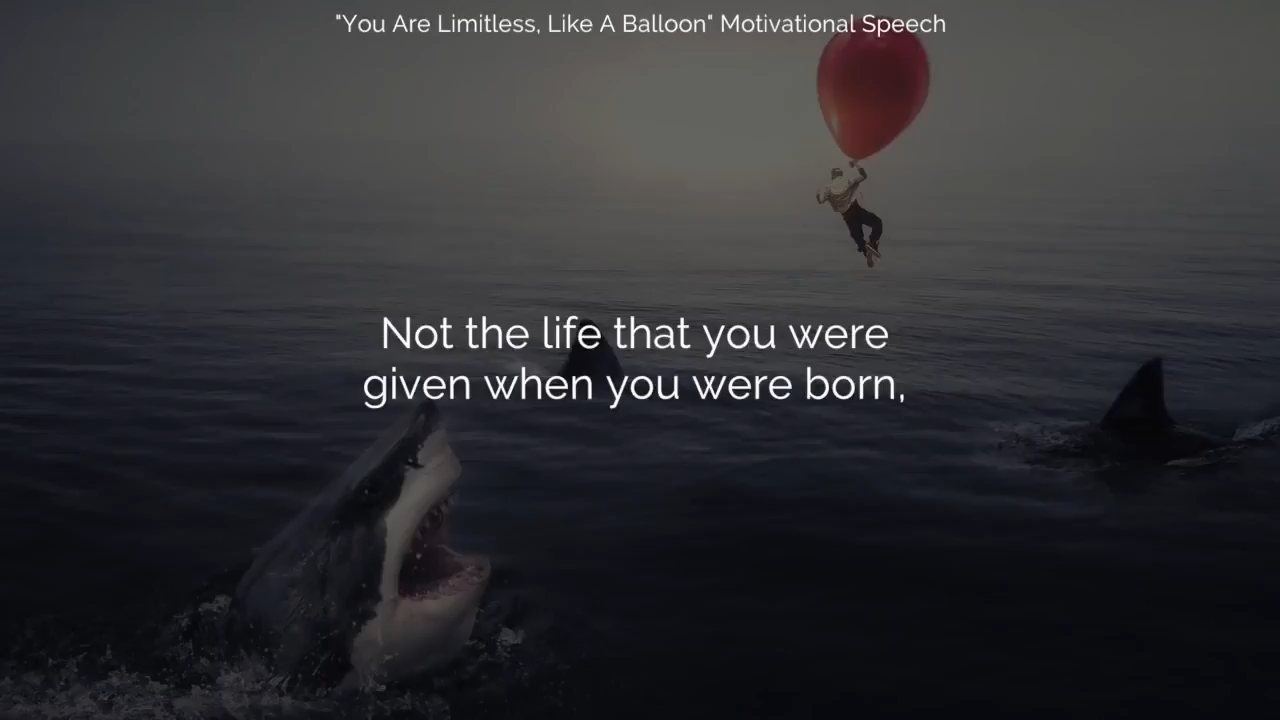 "You Are Limitless, Like A Balloon" Motivational Speech
Not the life that you were
given when you were born,